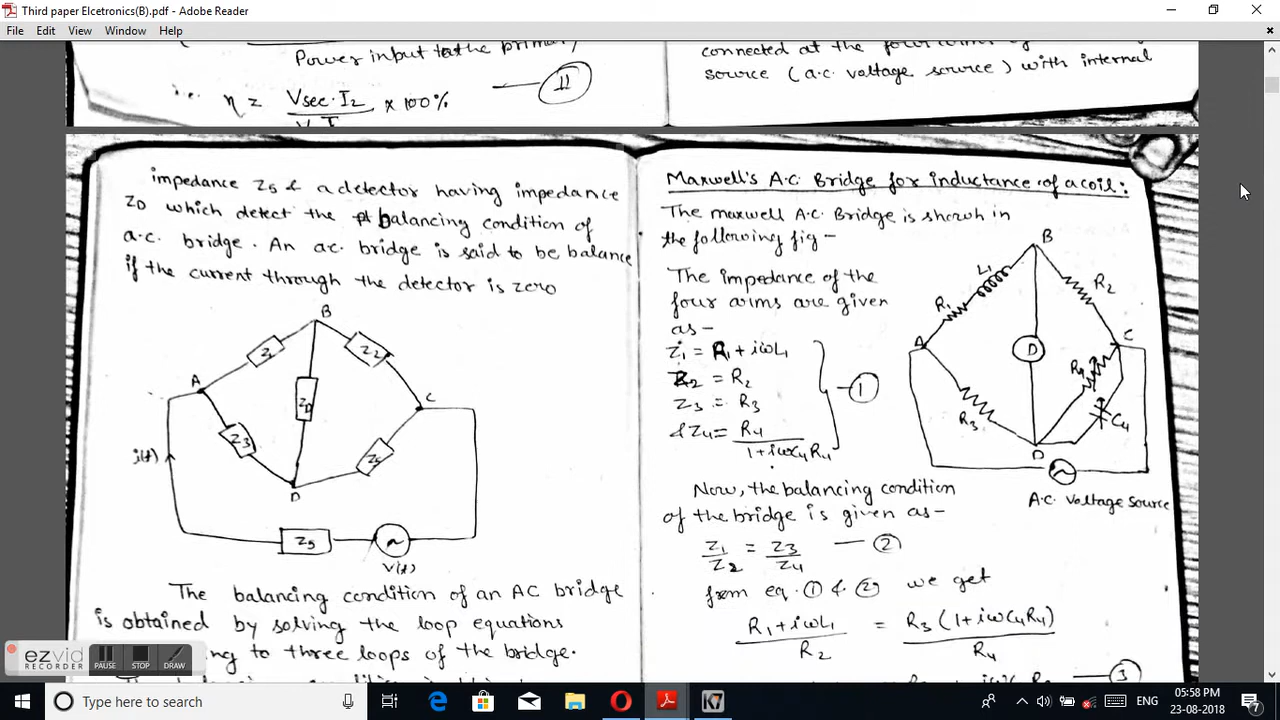 Third paper Elcetronics(B).pdf - Adobe Reader
File Edit View Window Help
Power input to the
i.e. η = Vsec·I2 / × 100% — (11)
connected at the four arms
source (a.c. voltage source) with internal
impedance Zs & a detector having impedance
ZD which detect the balancing condition of
a.c. bridge. An ac. bridge is said to be balance
if the current through the detector is zero
B
Z1
Z2
A
ZD
C
Z3
D
i(t)
Zs
V(t)
The balancing condition of an AC bridge
is obtained by solving the loop equations
to three loops of the bridge.
Maxwell's A.C. Bridge for inductance of a coil:
The maxwell A.C. Bridge is shown in
the following fig-
The impedance of the
four arms are given
as-
Z1 = R1 + iωL1
Z2 = R2
Z3 = R3
& Z4 = R4 / 1+iωC4R4
— (1)
B
L1
R1
R2
A
D
C
R4
R3
C4
D
A.C. Voltage Source
Now, the balancing condition
of the bridge is given as-
Z1/Z2 = Z3/Z4 — (2)
from eq. (1) & (2) we get
R1+iωL1 / R2 = R3(1+iωC4R4) / R4
— (3)
ezvid
RECORDER
PAUSE
STOP
DRAW
Type here to search
ENG
05:58 PM
23-08-2018
7